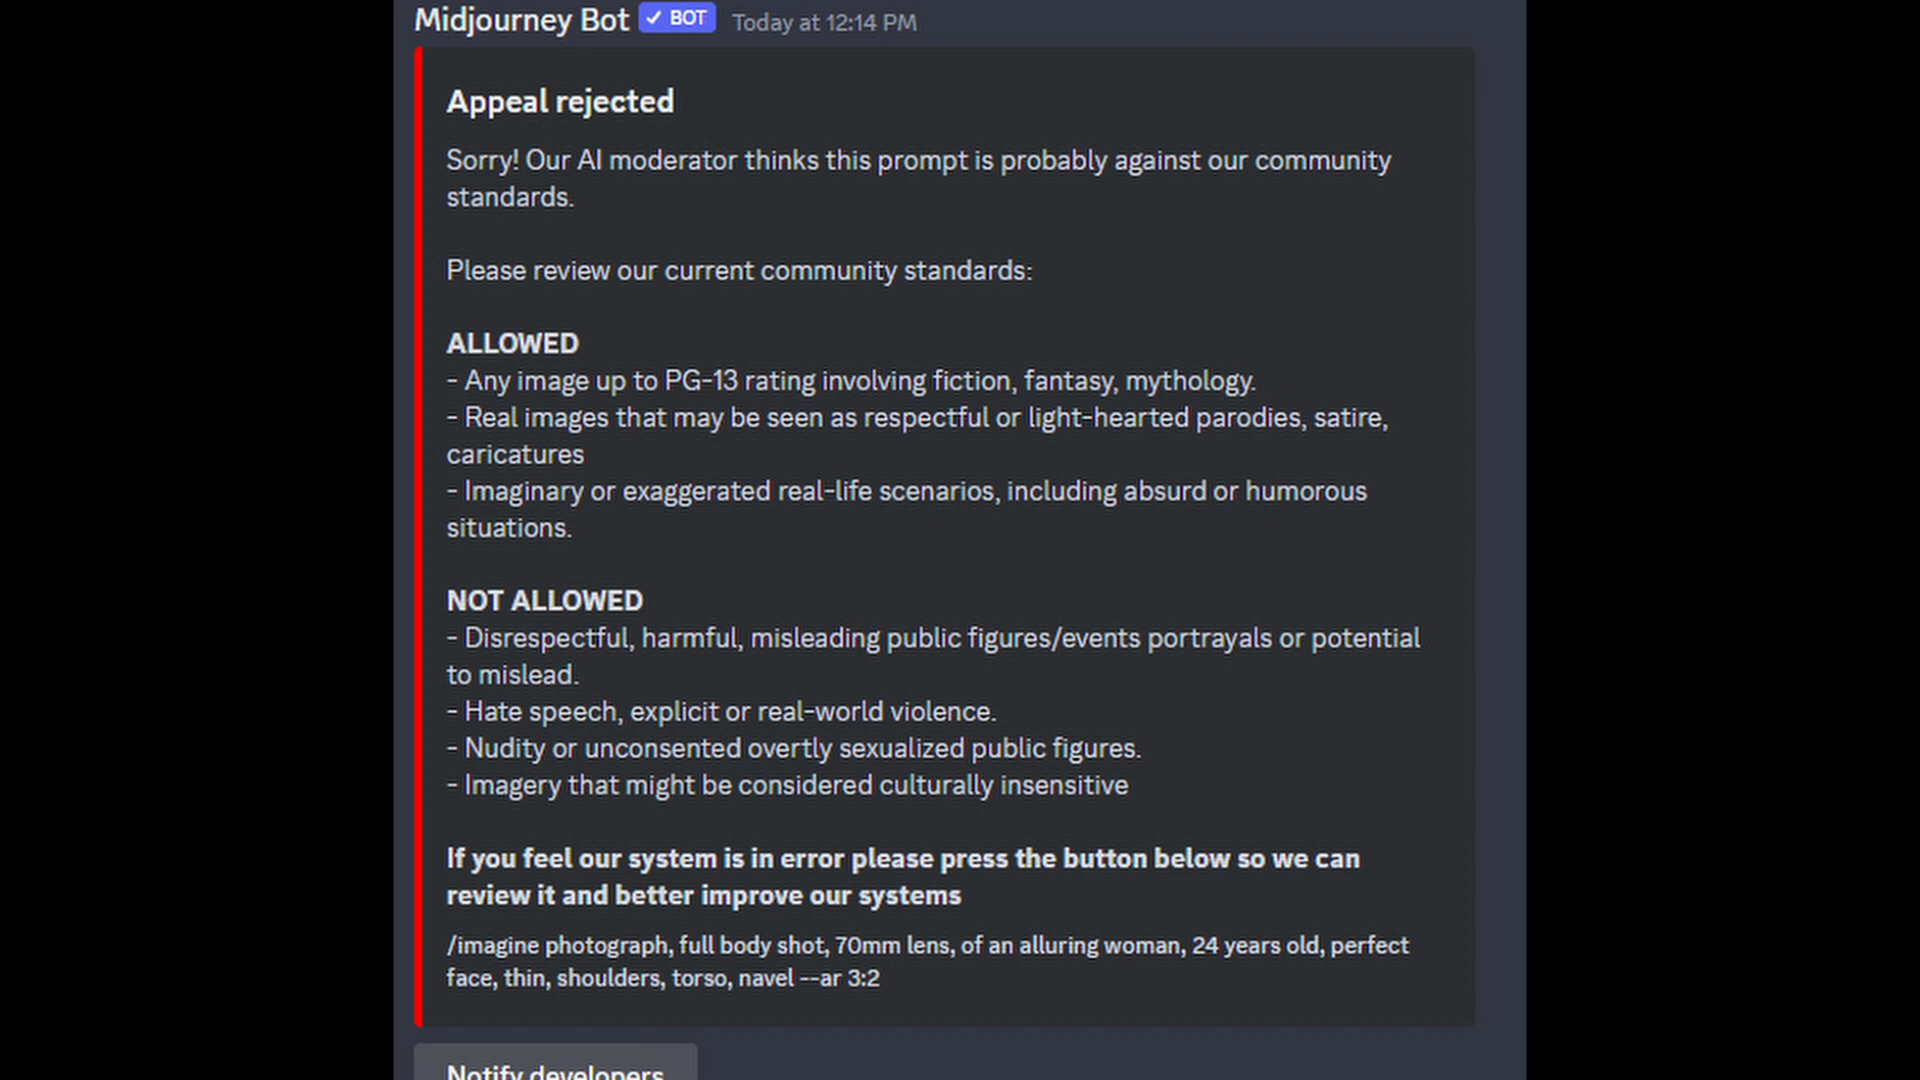 Midjourney Bot ✓ BOT Today at 12:14 PM
Appeal rejected
Sorry! Our AI moderator thinks this prompt is probably against our community
standards.
Please review our current community standards:
ALLOWED
- Any image up to PG-13 rating involving fiction, fantasy, mythology.
- Real images that may be seen as respectful or light-hearted parodies, satire,
caricatures
- Imaginary or exaggerated real-life scenarios, including absurd or humorous
situations.
NOT ALLOWED
- Disrespectful, harmful, misleading public figures/events portrayals or potential
to mislead.
- Hate speech, explicit or real-world violence.
- Nudity or unconsented overtly sexualized public figures.
- Imagery that might be considered culturally insensitive
If you feel our system is in error please press the button below so we can
review it and better improve our systems
/imagine photograph, full body shot, 70mm lens, of an alluring woman, 24 years old, perfect
face, thin, shoulders, torso, navel --ar 3:2
Notify developers